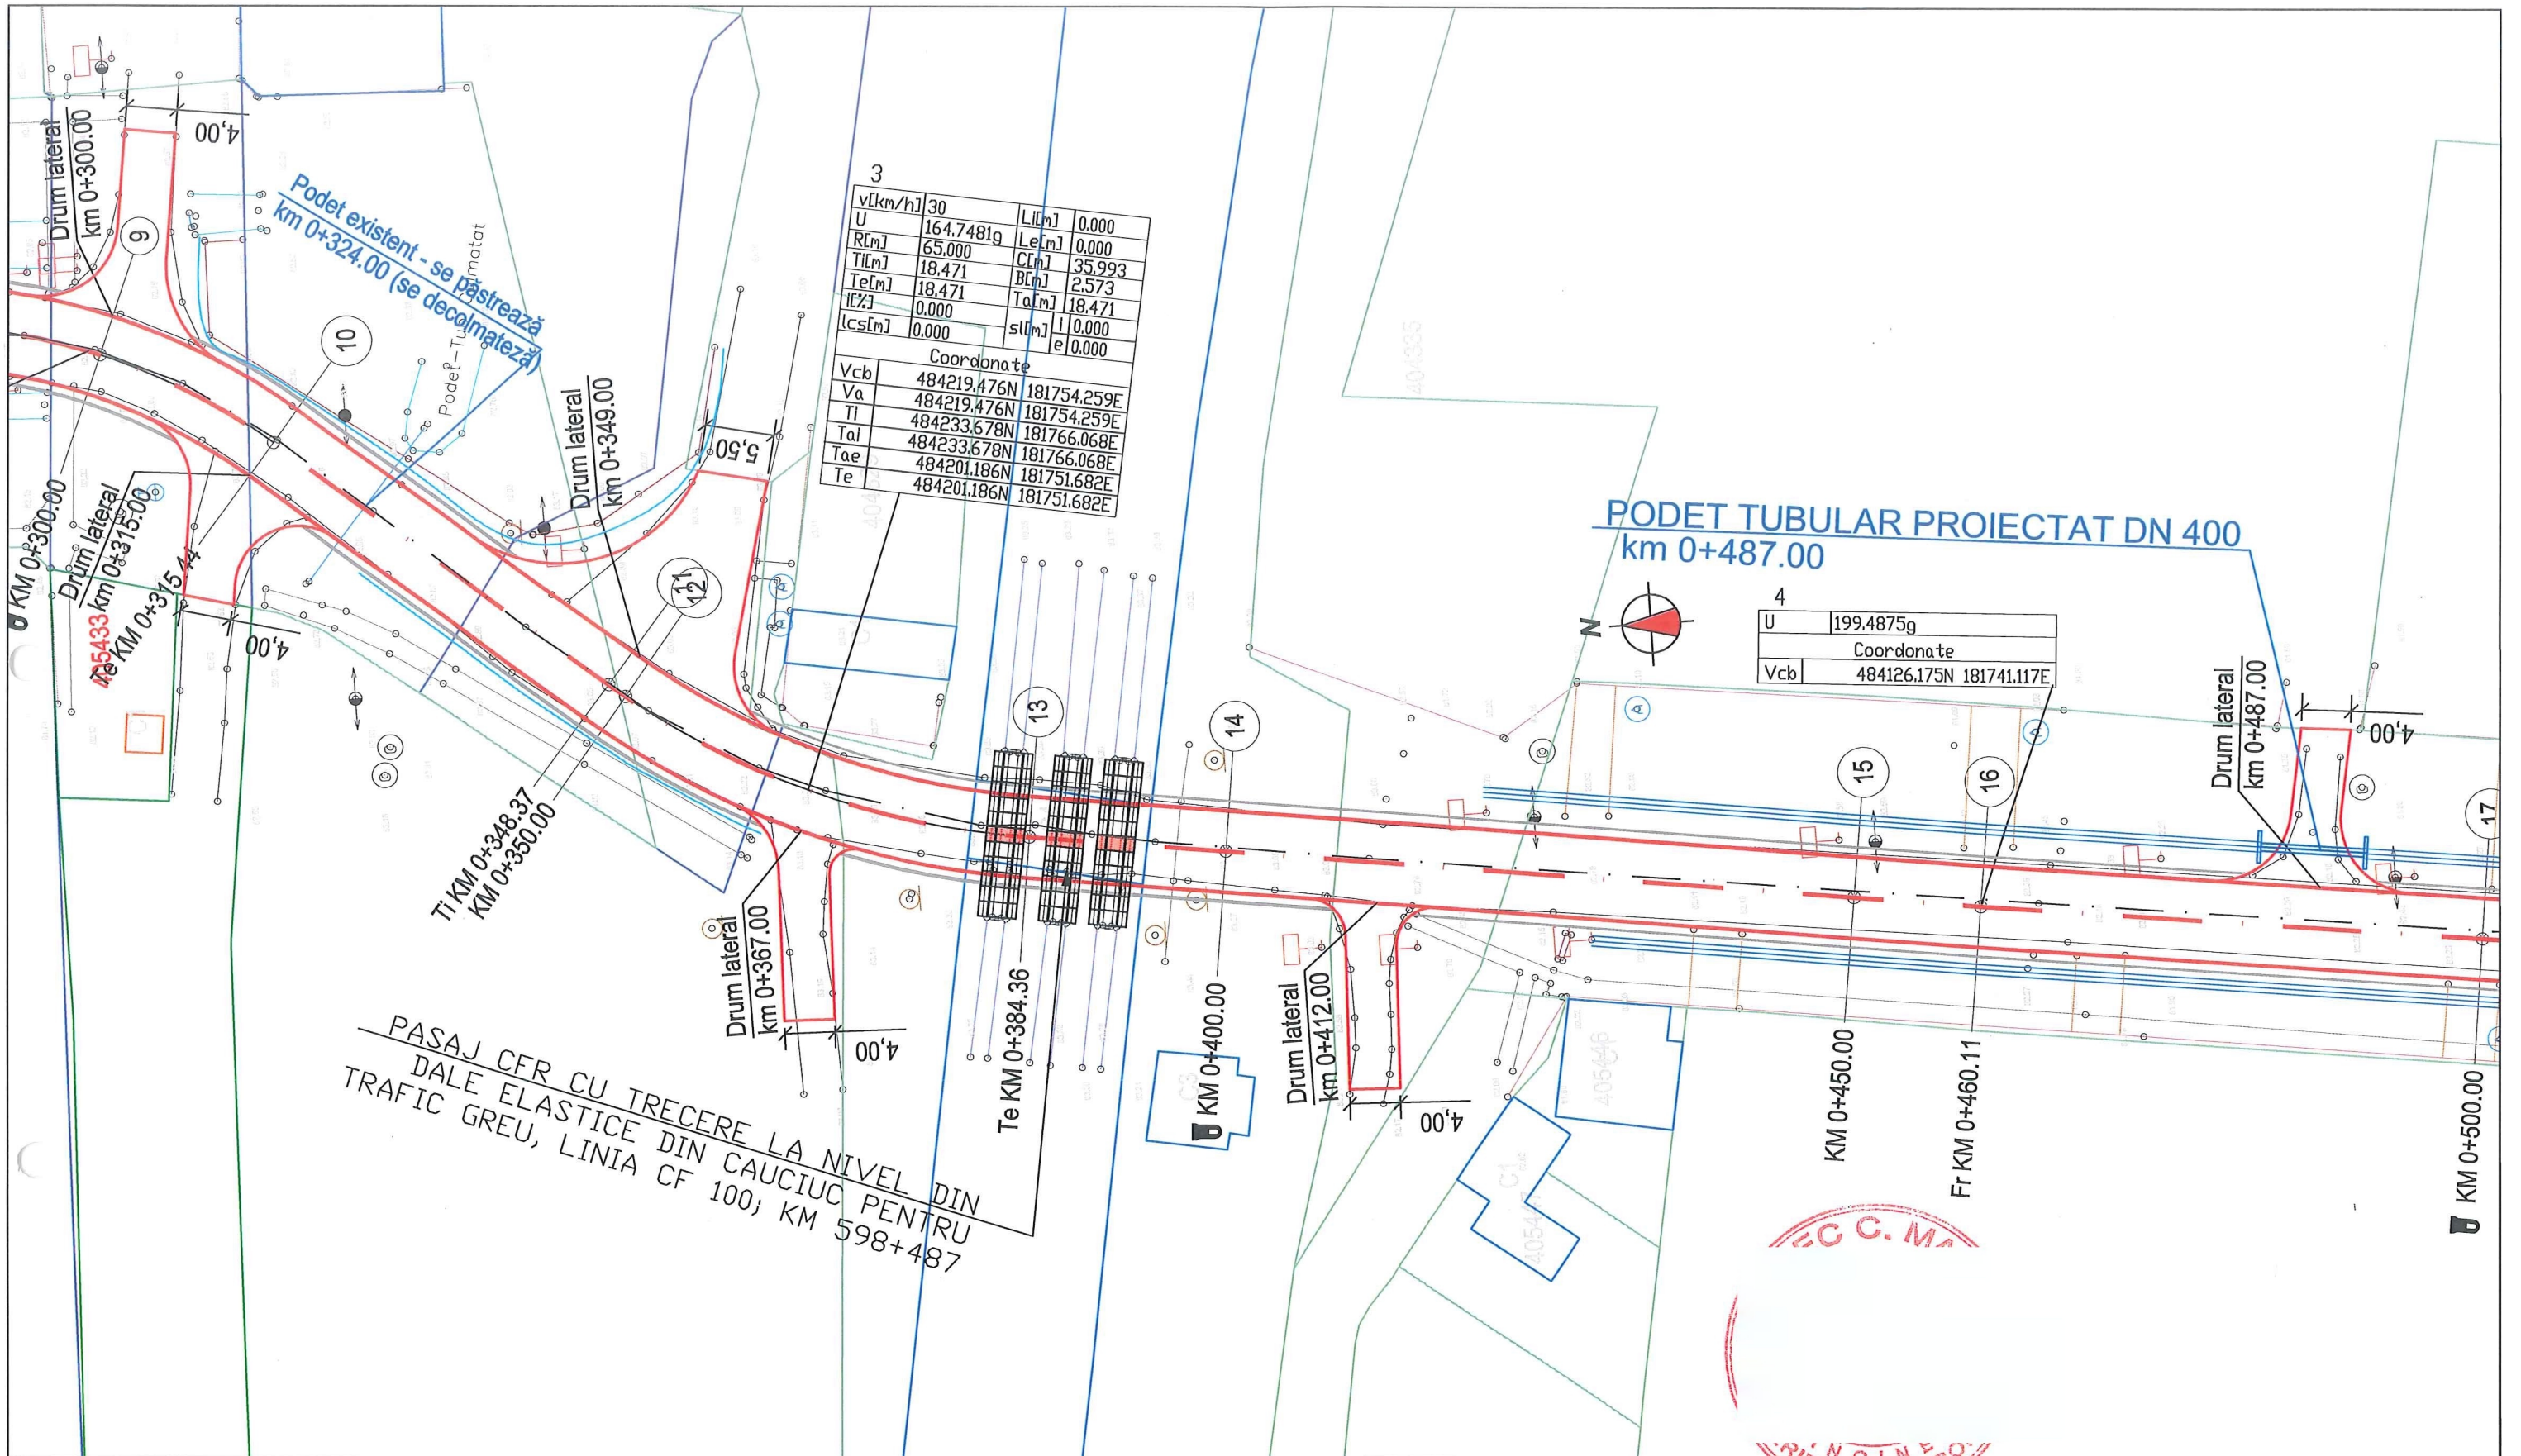 Drum lateral
km 0+300.00
4,00
9
Podet existent - se păstrează
km 0+324.00 (se decolmateză)
10
KM 0+300.00
Drum lateral
km 0+315.00
Te KM 0+315.44
405433
4,00
Drum lateral
km 0+349.00
5,50
11
12
Ti KM 0+348.37
KM 0+350.00
3
v[km/h] 30 Li[m] 0.000
U 164.7481g Le[m] 0.000
R[m] 65.000 C[m] 35.993
Ti[m] 18.471 B[m] 2.573
Te[m] 18.471 Ta[m] 18.471
i[%] 0.000 sl[m] i 0.000
lcs[m] 0.000 e 0.000
Coordonate
Vcb 484219.476N 181754.259E
Va 484219.476N 181754.259E
Ti 484233.678N 181766.068E
Tai 484233.678N 181766.068E
Tae 484201.186N 181751.682E
Te 484201.186N 181751.682E
Drum lateral
km 0+367.00
4,00
PASAJ CFR CU TRECERE LA NIVEL DIN
DALE ELASTICE DIN CAUCIUC PENTRU
TRAFIC GREU, LINIA CF 100; KM 598+487
13
Te KM 0+384.36
14
KM 0+400.00
C3
Drum lateral
km 0+412.00
4,00
404335
PODET TUBULAR PROIECTAT DN 400
km 0+487.00
N
4
U 199.4875g
Coordonate
Vcb 484126.175N 181741.117E
15
KM 0+450.00
16
Fr KM 0+460.11
Drum lateral
km 0+487.00
4,00
17
KM 0+500.00
C1
C. MA